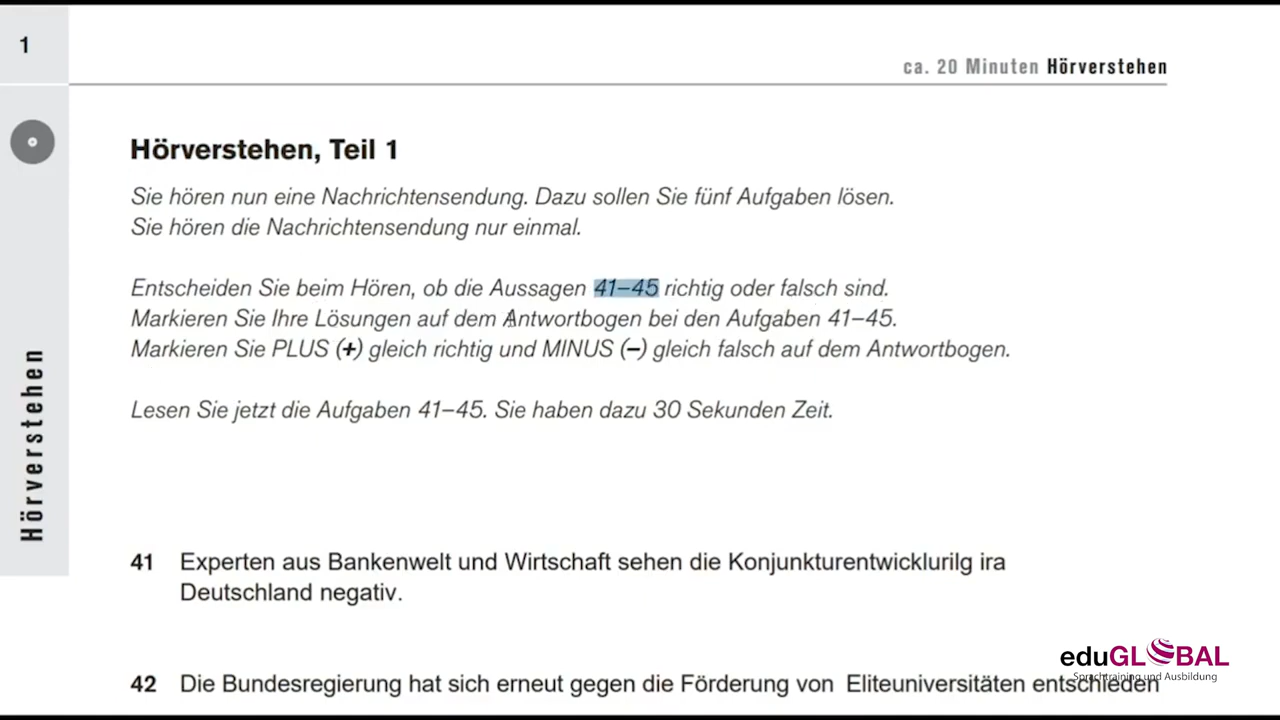 1
ca. 20 Minuten Hörverstehen
Hörverstehen, Teil 1
Sie hören nun eine Nachrichtensendung. Dazu sollen Sie fünf Aufgaben lösen.
Sie hören die Nachrichtensendung nur einmal.
Entscheiden Sie beim Hören, ob die Aussagen 41–45 richtig oder falsch sind.
Markieren Sie Ihre Lösungen auf dem Antwortbogen bei den Aufgaben 41–45.
Markieren Sie PLUS (+) gleich richtig und MINUS (–) gleich falsch auf dem Antwortbogen.
Lesen Sie jetzt die Aufgaben 41–45. Sie haben dazu 30 Sekunden Zeit.
Hörverstehen
41 Experten aus Bankenwelt und Wirtschaft sehen die Konjunkturentwicklurilg ira
Deutschland negativ.
42 Die Bundesregierung hat sich erneut gegen die Förderung von Eliteuniversitäten entschieden
eduGLOBAL
Sprachtraining und Ausbildung